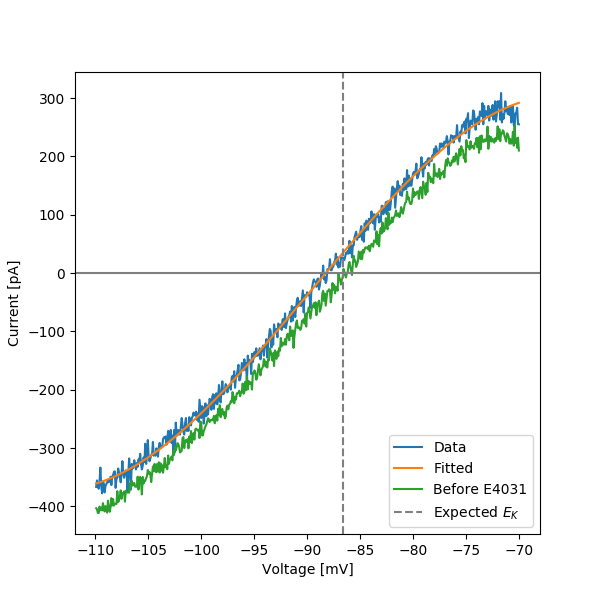 300
200
100
0
−100
−200
−300
−400
Current [pA]
Data
Fitted
Before E4031
Expected E_K
−110
−105
−100
−95
−90
−85
−80
−75
−70
Voltage [mV]